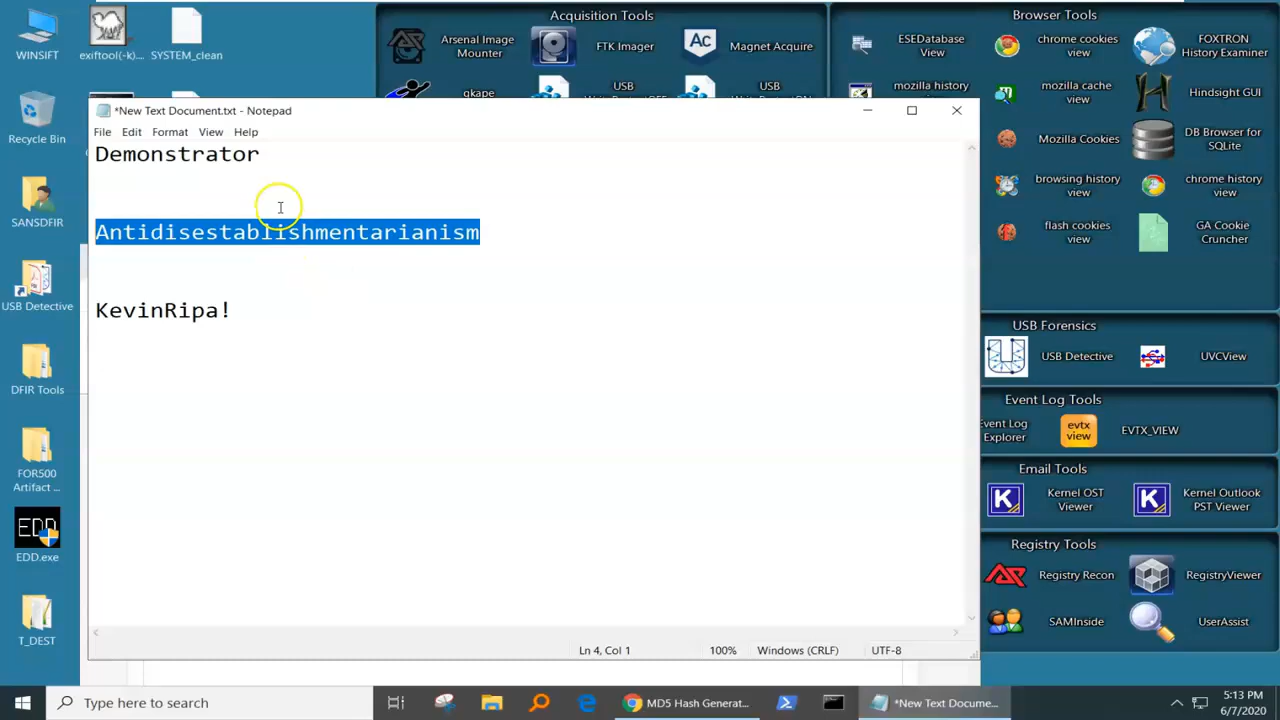 WINSIFT
exiftool(-k)....
SYSTEM_clean
Recycle Bin
SANSDFIR
USB Detective
DFIR Tools
FOR500
Artifact ...
EDD.exe
T_DEST
Acquisition Tools
Arsenal Image
Mounter
FTK Imager
Magnet Acquire
gkape
USB
USB
Browser Tools
ESEDatabase
View
chrome cookies
view
FOXTRON
History Examiner
mozilla history
mozilla cache
view
Hindsight GUI
Mozilla Cookies
DB Browser for
SQLite
browsing history
view
chrome history
view
flash cookies
view
GA Cookie
Cruncher
USB Forensics
USB Detective
UVCView
Event Log Tools
Event Log
Explorer
evtx
view
EVTX_VIEW
Email Tools
Kernel OST
Viewer
Kernel Outlook
PST Viewer
Registry Tools
Registry Recon
RegistryViewer
SAMInside
UserAssist
*New Text Document.txt - Notepad
File Edit Format View Help
Demonstrator
Antidisestablishmentarianism
KevinRipa!
Ln 4, Col 1 100% Windows (CRLF) UTF-8
Type here to search
MD5 Hash Generat...
*New Text Docume...
5:13 PM
6/7/2020